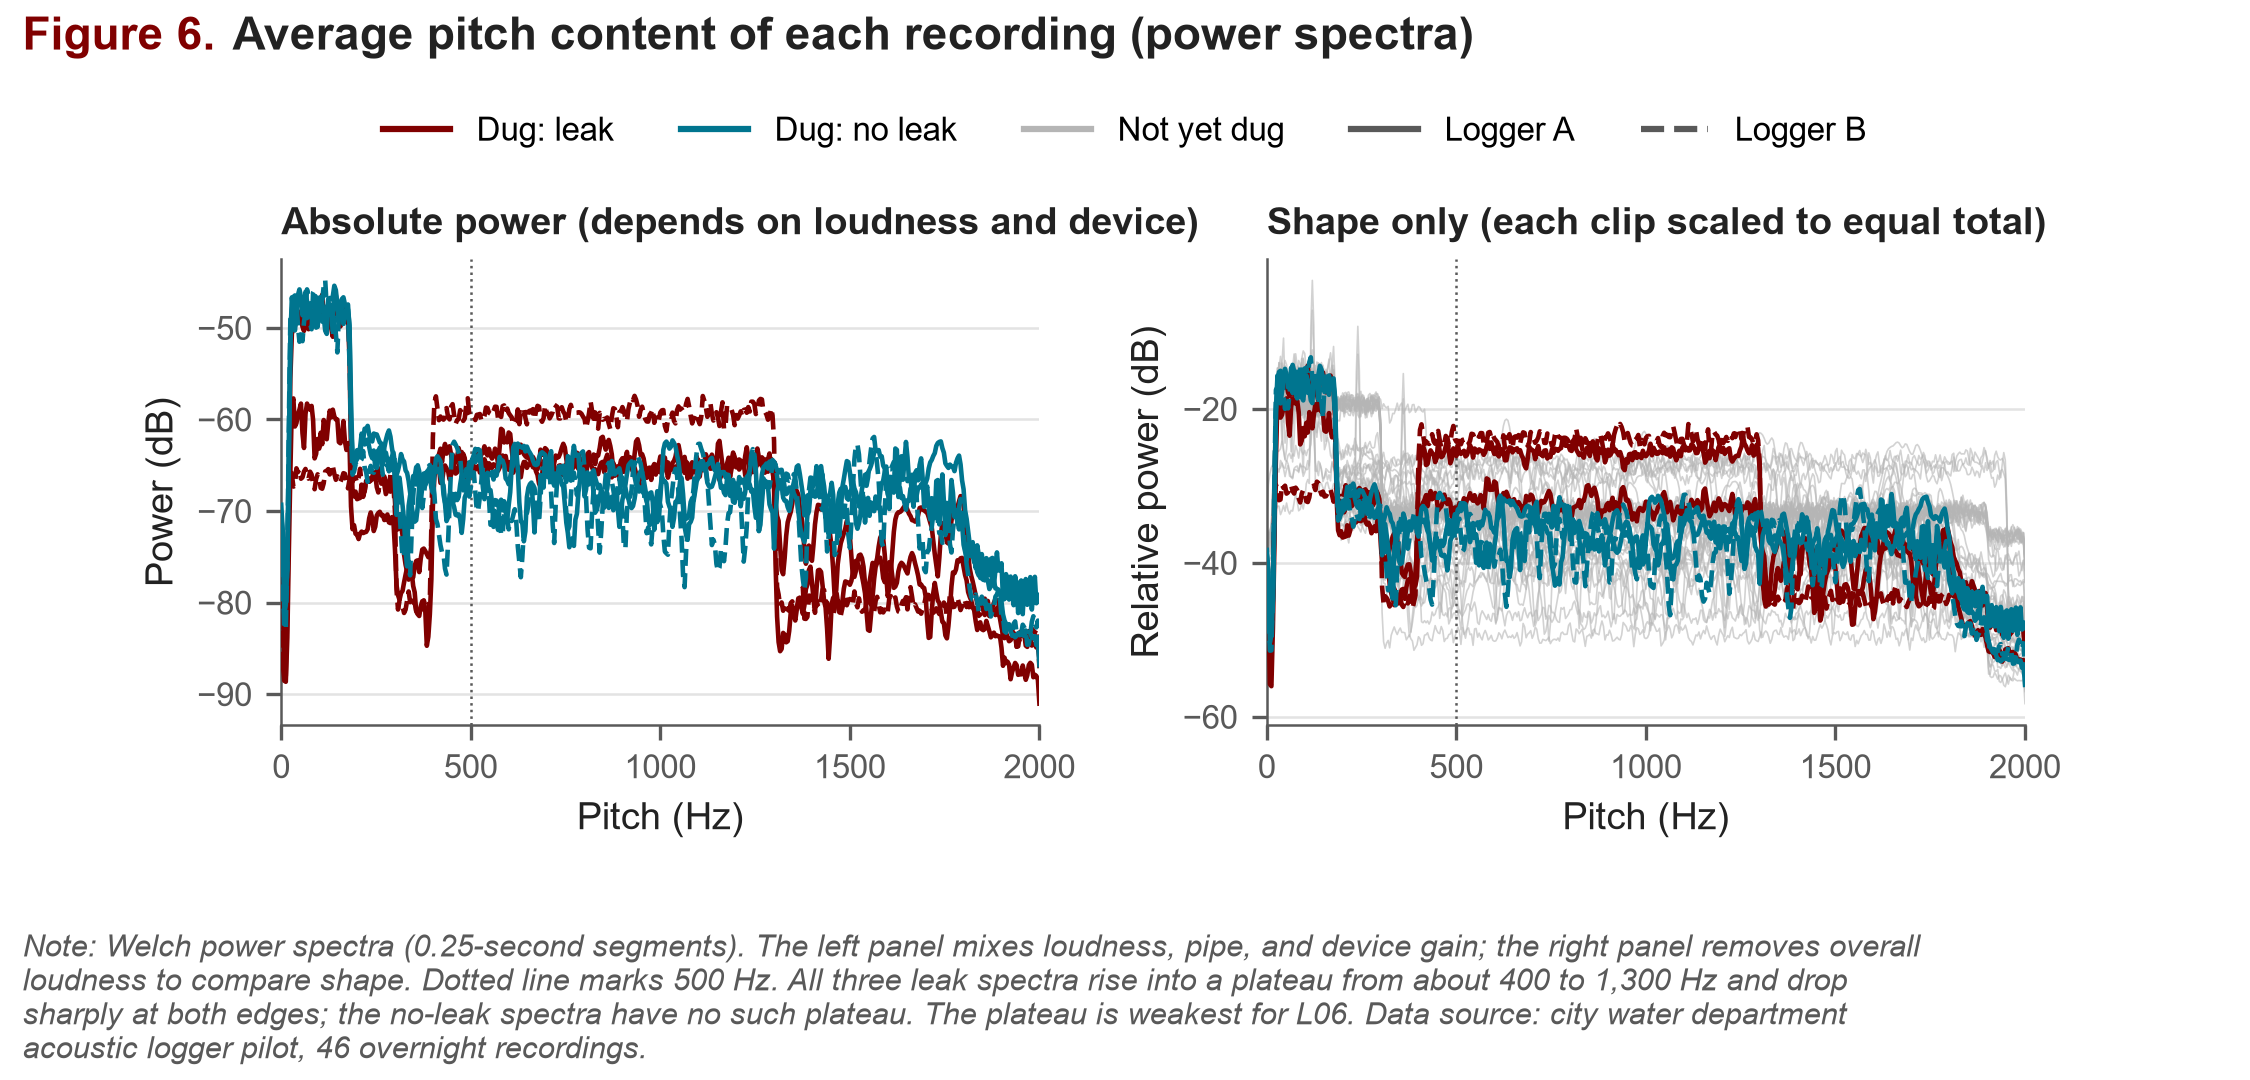 Figure 6. Average pitch content of each recording (power spectra)
Dug: leak
Dug: no leak
Not yet dug
Logger A
Logger B
Absolute power (depends on loudness and device)
Power (dB)
−50
−60
−70
−80
−90
0
500
1000
1500
2000
Pitch (Hz)
Shape only (each clip scaled to equal total)
Relative power (dB)
−20
−40
−60
0
500
1000
1500
2000
Pitch (Hz)
Note: Welch power spectra (0.25-second segments). The left panel mixes loudness, pipe, and device gain; the right panel removes overall
loudness to compare shape. Dotted line marks 500 Hz. All three leak spectra rise into a plateau from about 400 to 1,300 Hz and drop
sharply at both edges; the no-leak spectra have no such plateau. The plateau is weakest for L06. Data source: city water department
acoustic logger pilot, 46 overnight recordings.